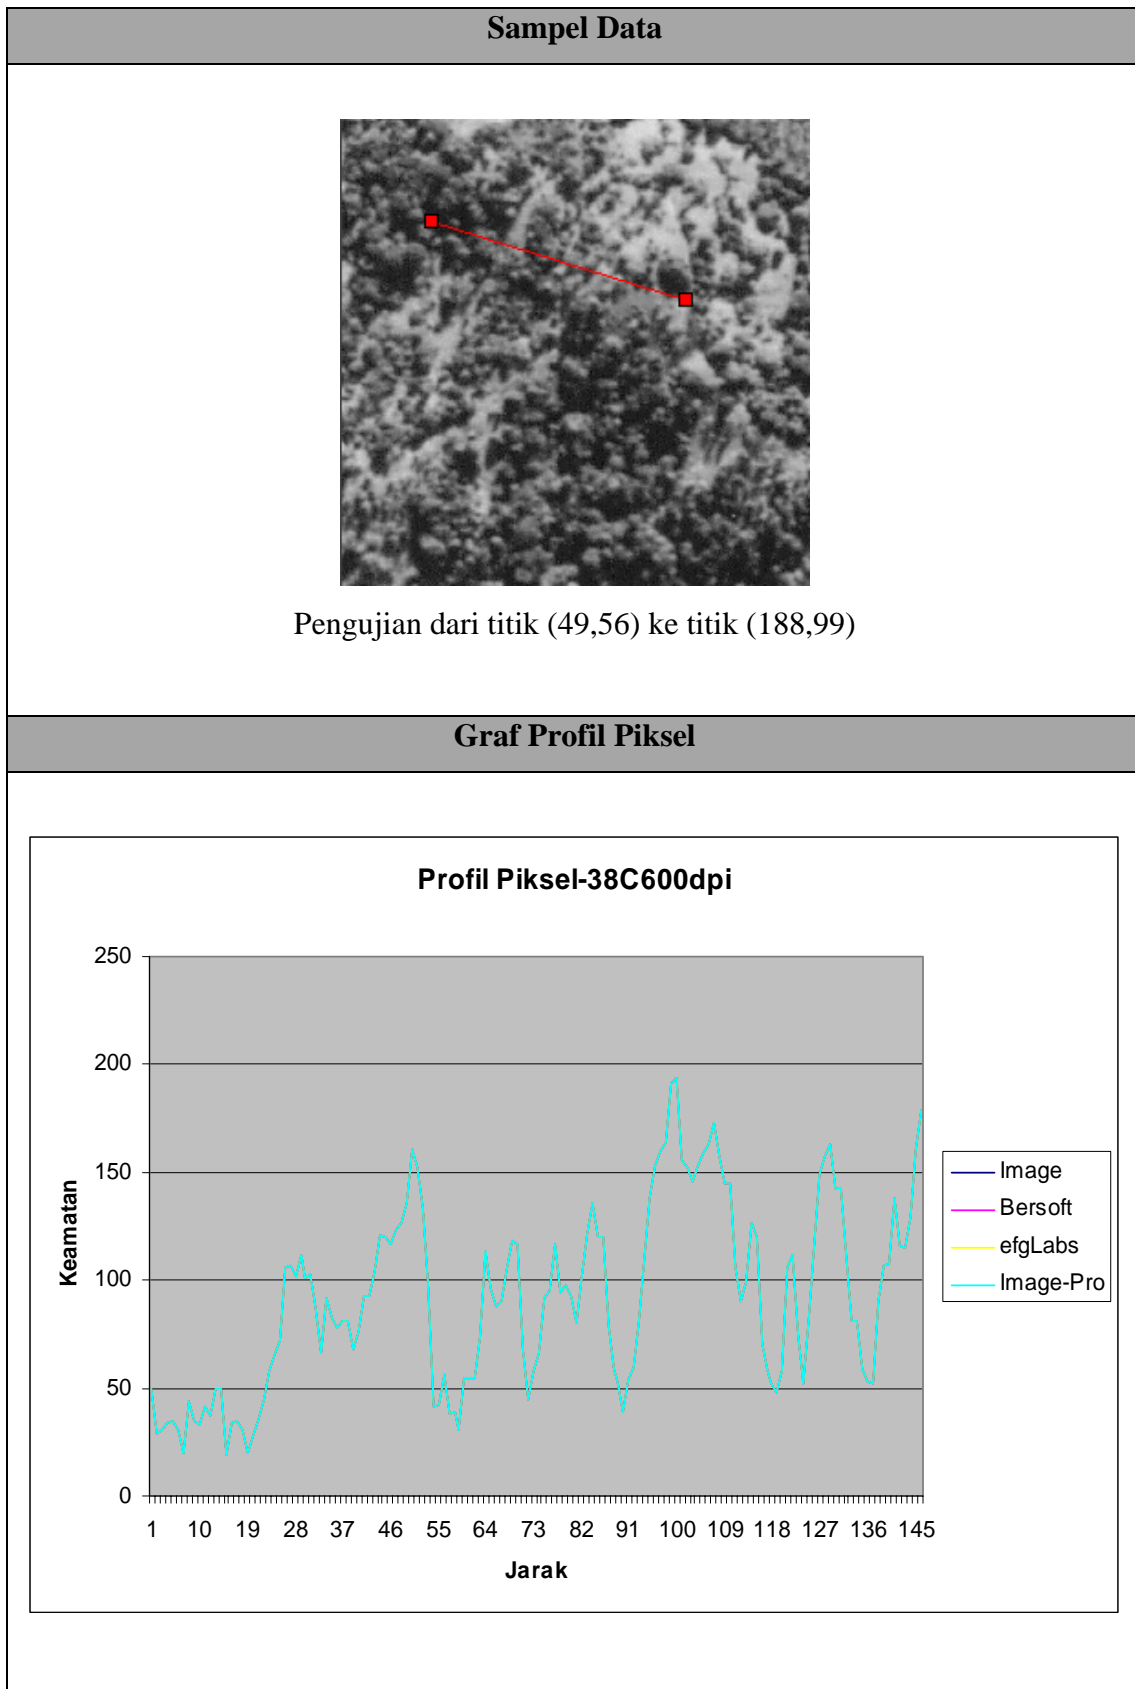 Sampel Data
Pengujian dari titik (49,56) ke titik (188,99)
Graf Profil Piksel
Profil Piksel-38C600dpi
250
200
150
100
50
0
Keamatan
1 10 19 28 37 46 55 64 73 82 91 100 109 118 127 136 145
Jarak
Image
Bersoft
efgLabs
Image-Pro